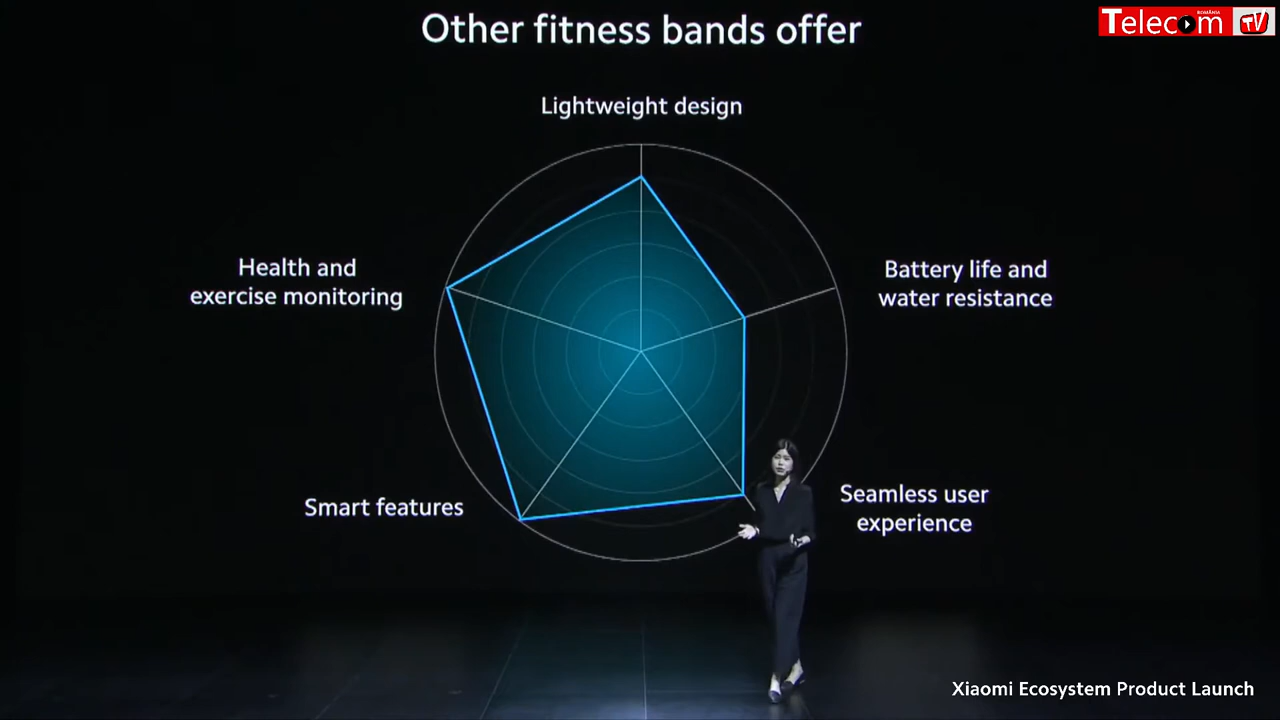 Other fitness bands offer
Telecom
ROMÂNIA
TV
Lightweight design
Health and
exercise monitoring
Battery life and
water resistance
Smart features
Seamless user
experience
Xiaomi Ecosystem Product Launch